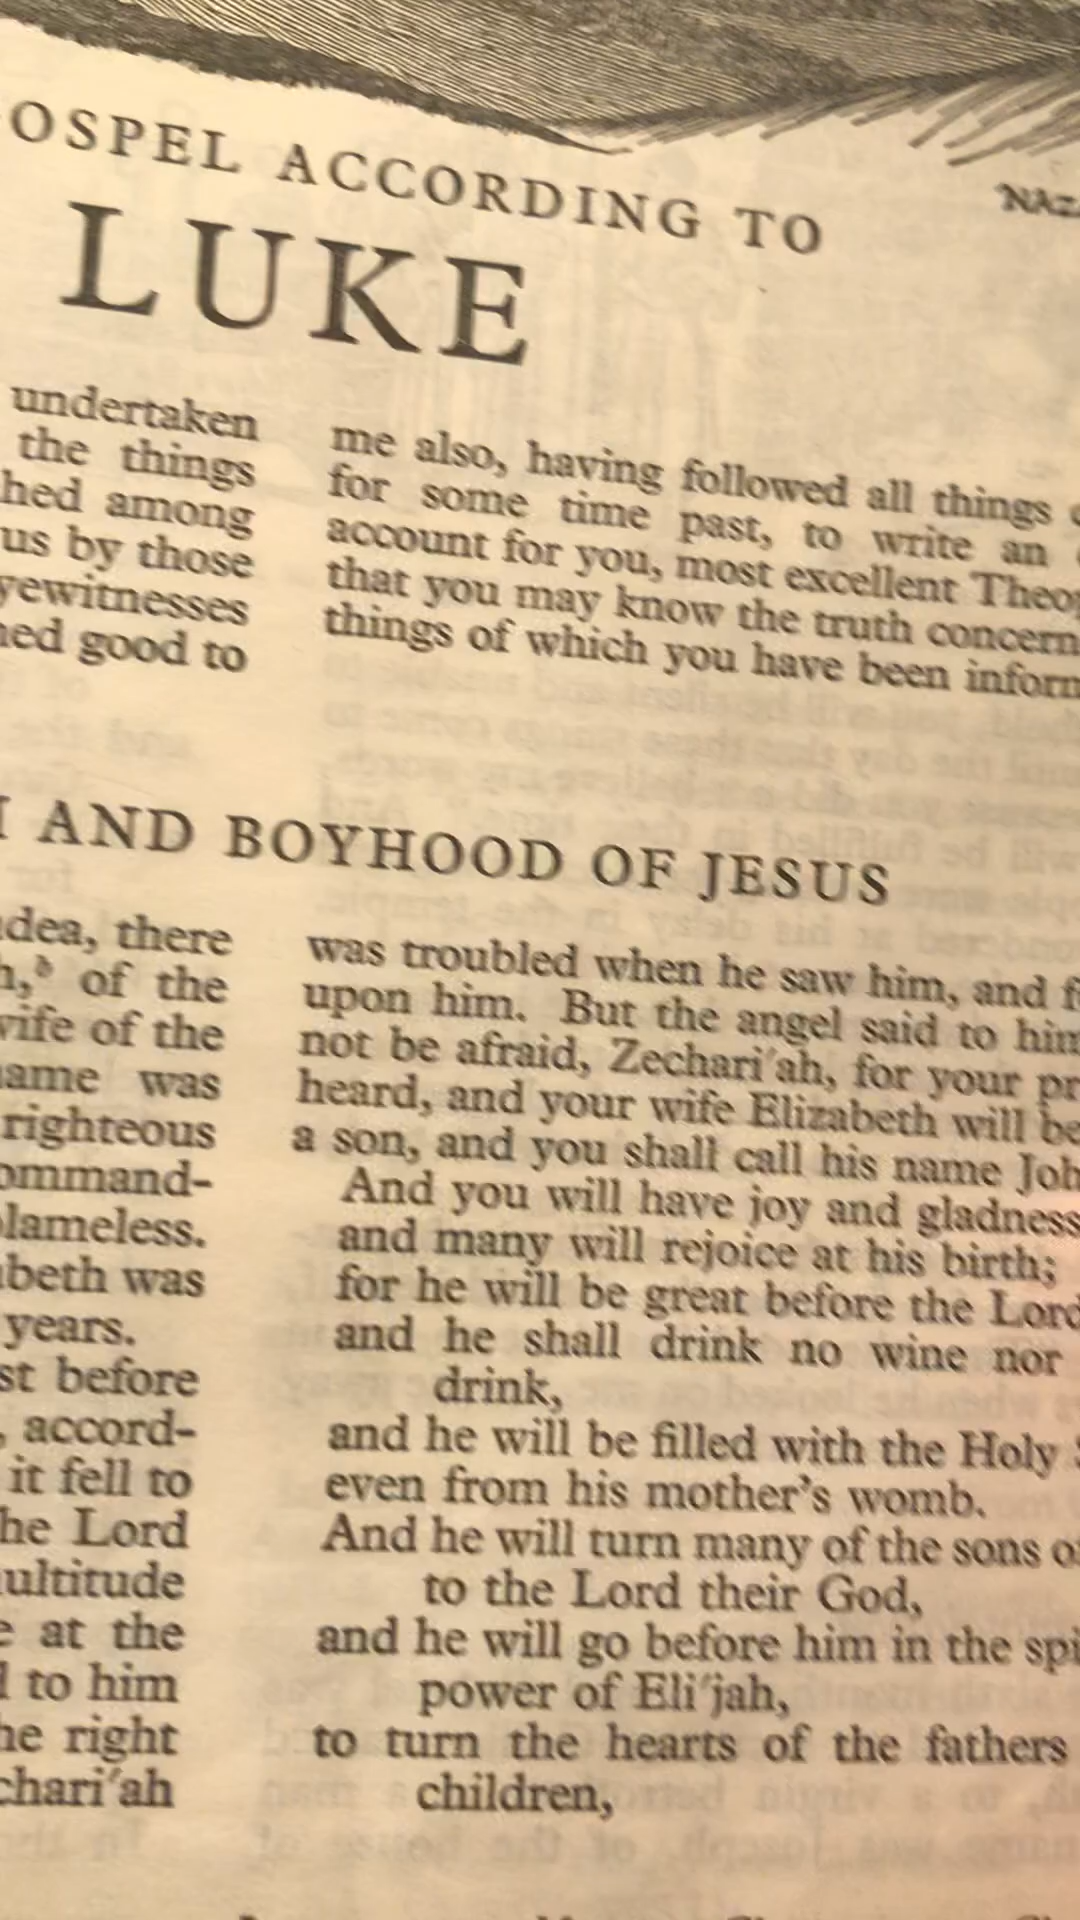 OSPEL ACCORDING TO
LUKE
undertaken
the things
hed among
us by those
yewitnesses
ned good to
me also, having followed all things
for some time past, to write an
account for you, most excellent Theop
that you may know the truth concern
things of which you have been inform
AND BOYHOOD OF JESUS
dea, there
h,ᵇ of the
wife of the
name was
righteous
ommand-
lameless.
abeth was
years.
st before
, accord-
it fell to
he Lord
ultitude
e at the
d to him
he right
chari′ah
was troubled when he saw him, and f
upon him. But the angel said to him
not be afraid, Zechari′ah, for your pr
heard, and your wife Elizabeth will be
a son, and you shall call his name Joh
And you will have joy and gladness
and many will rejoice at his birth;
for he will be great before the Lord
and he shall drink no wine nor
drink,
and he will be filled with the Holy
even from his mother's womb.
And he will turn many of the sons of
to the Lord their God,
and he will go before him in the spi
power of Eli′jah,
to turn the hearts of the fathers
children,